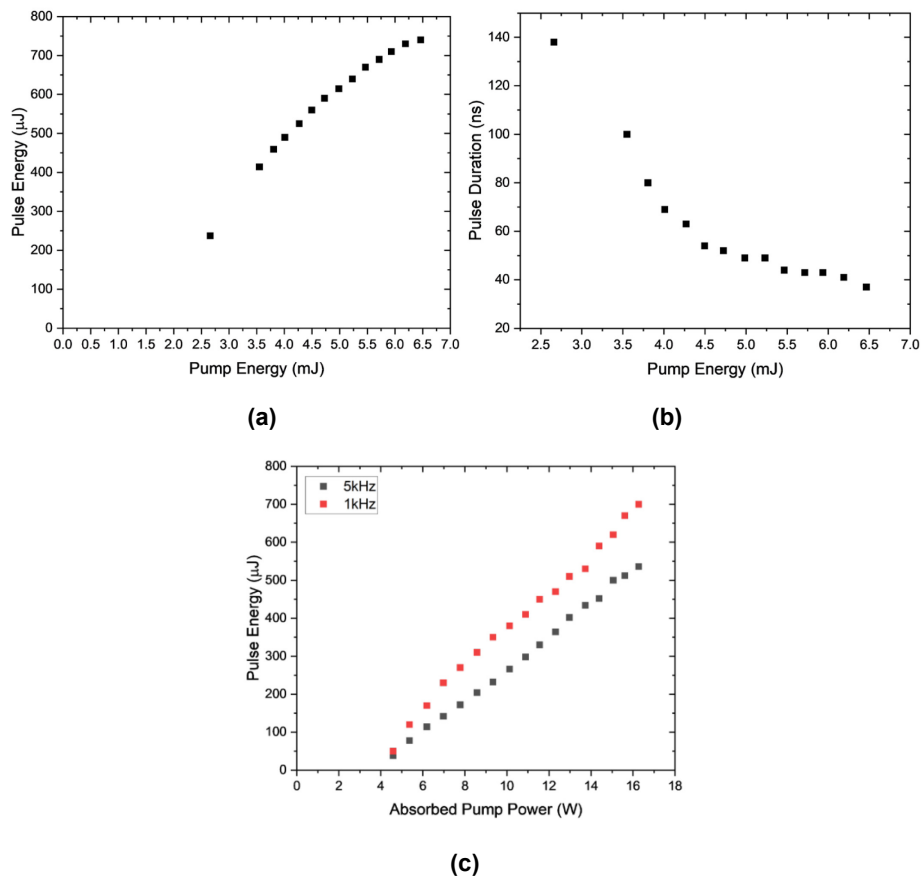 800
700
600
500
400
300
200
100
0
Pulse Energy (μJ)
0.0 0.5 1.0 1.5 2.0 2.5 3.0 3.5 4.0 4.5 5.0 5.5 6.0 6.5 7.0
Pump Energy (mJ)
(a)
140
120
100
80
60
40
20
Pulse Duration (ns)
2.5 3.0 3.5 4.0 4.5 5.0 5.5 6.0 6.5 7.0
Pump Energy (mJ)
(b)
800
700
600
500
400
300
200
100
0
Pulse Energy (μJ)
5kHz
1kHz
0 2 4 6 8 10 12 14 16 18
Absorbed Pump Power (W)
(c)